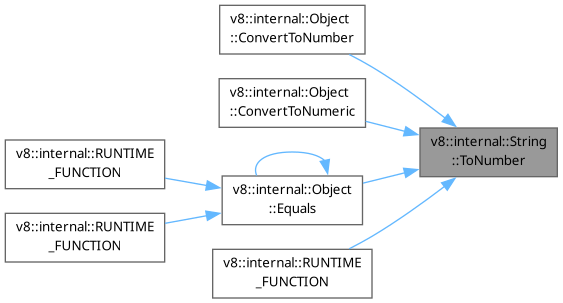 v8::internal::Object
::ConvertToNumber
v8::internal::Object
::ConvertToNumeric
v8::internal::String
::ToNumber
v8::internal::RUNTIME
_FUNCTION
v8::internal::Object
::Equals
v8::internal::RUNTIME
_FUNCTION
v8::internal::RUNTIME
_FUNCTION